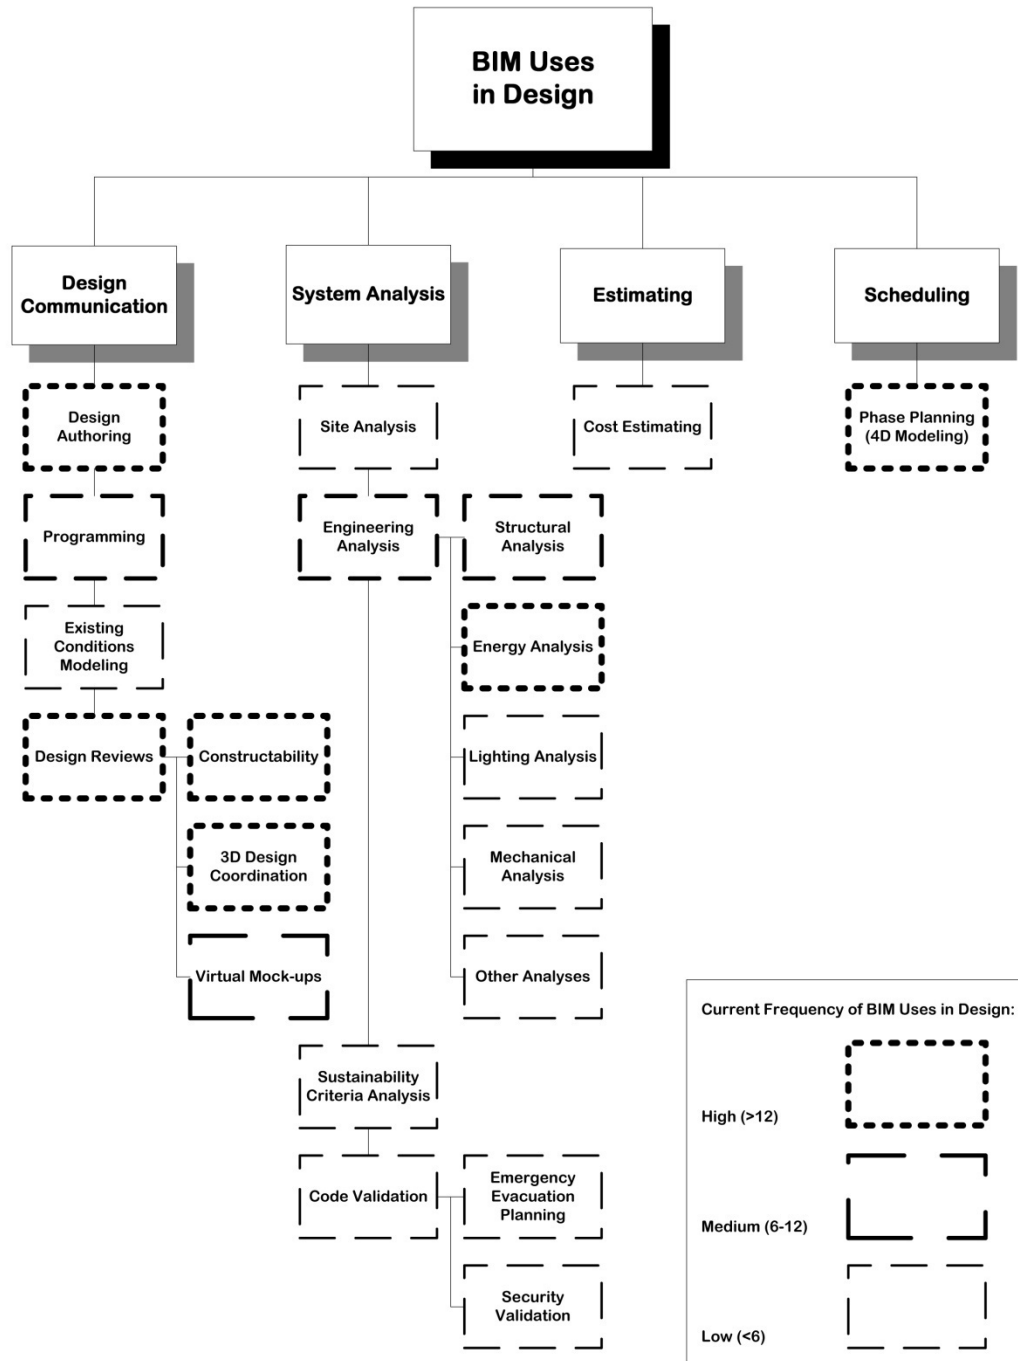 BIM Uses
in Design
Design
Communication
System Analysis
Estimating
Scheduling
Design
Authoring
Site Analysis
Cost Estimating
Phase Planning
(4D Modeling)
Programming
Engineering
Analysis
Structural
Analysis
Existing
Conditions
Modeling
Energy Analysis
Design Reviews
Constructability
Lighting Analysis
3D Design
Coordination
Mechanical
Analysis
Virtual Mock-ups
Other Analyses
Sustainability
Criteria Analysis
Code Validation
Emergency
Evacuation
Planning
Security
Validation
Current Frequency of BIM Uses in Design:
High (>12)
Medium (6-12)
Low (<6)